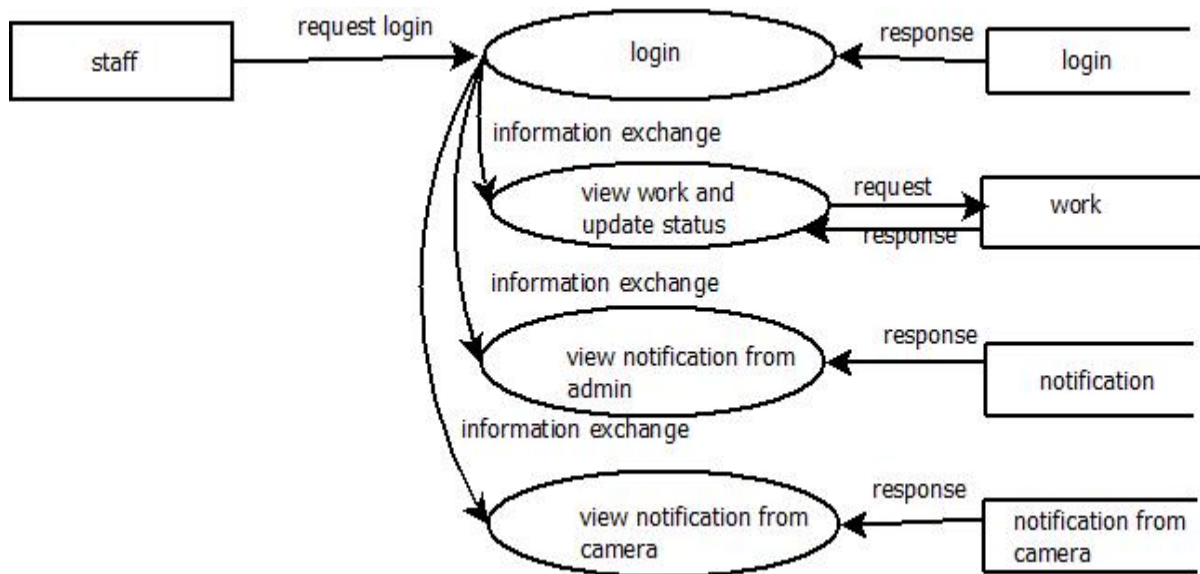 request login
response
staff
login
login
information exchange
view work and
update status
request
response
work
information exchange
view notification from
admin
response
notification
information exchange
view notification from
camera
response
notification from
camera